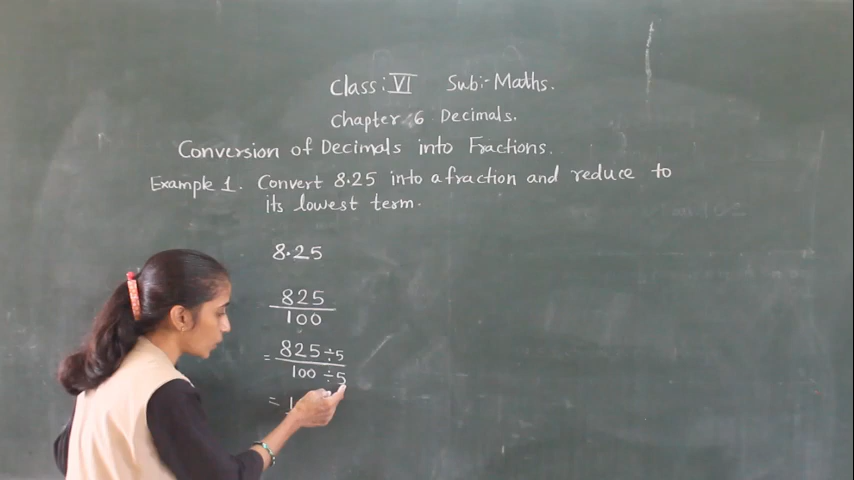 Class: VI Sub:- Maths.
Chapter 6 Decimals.
Conversion of Decimals into Fractions.
Example 1. Convert 8.25 into a fraction and reduce to
its lowest term.
8.25
825
100
= 825 ÷ 5
100 ÷ 5
= 1